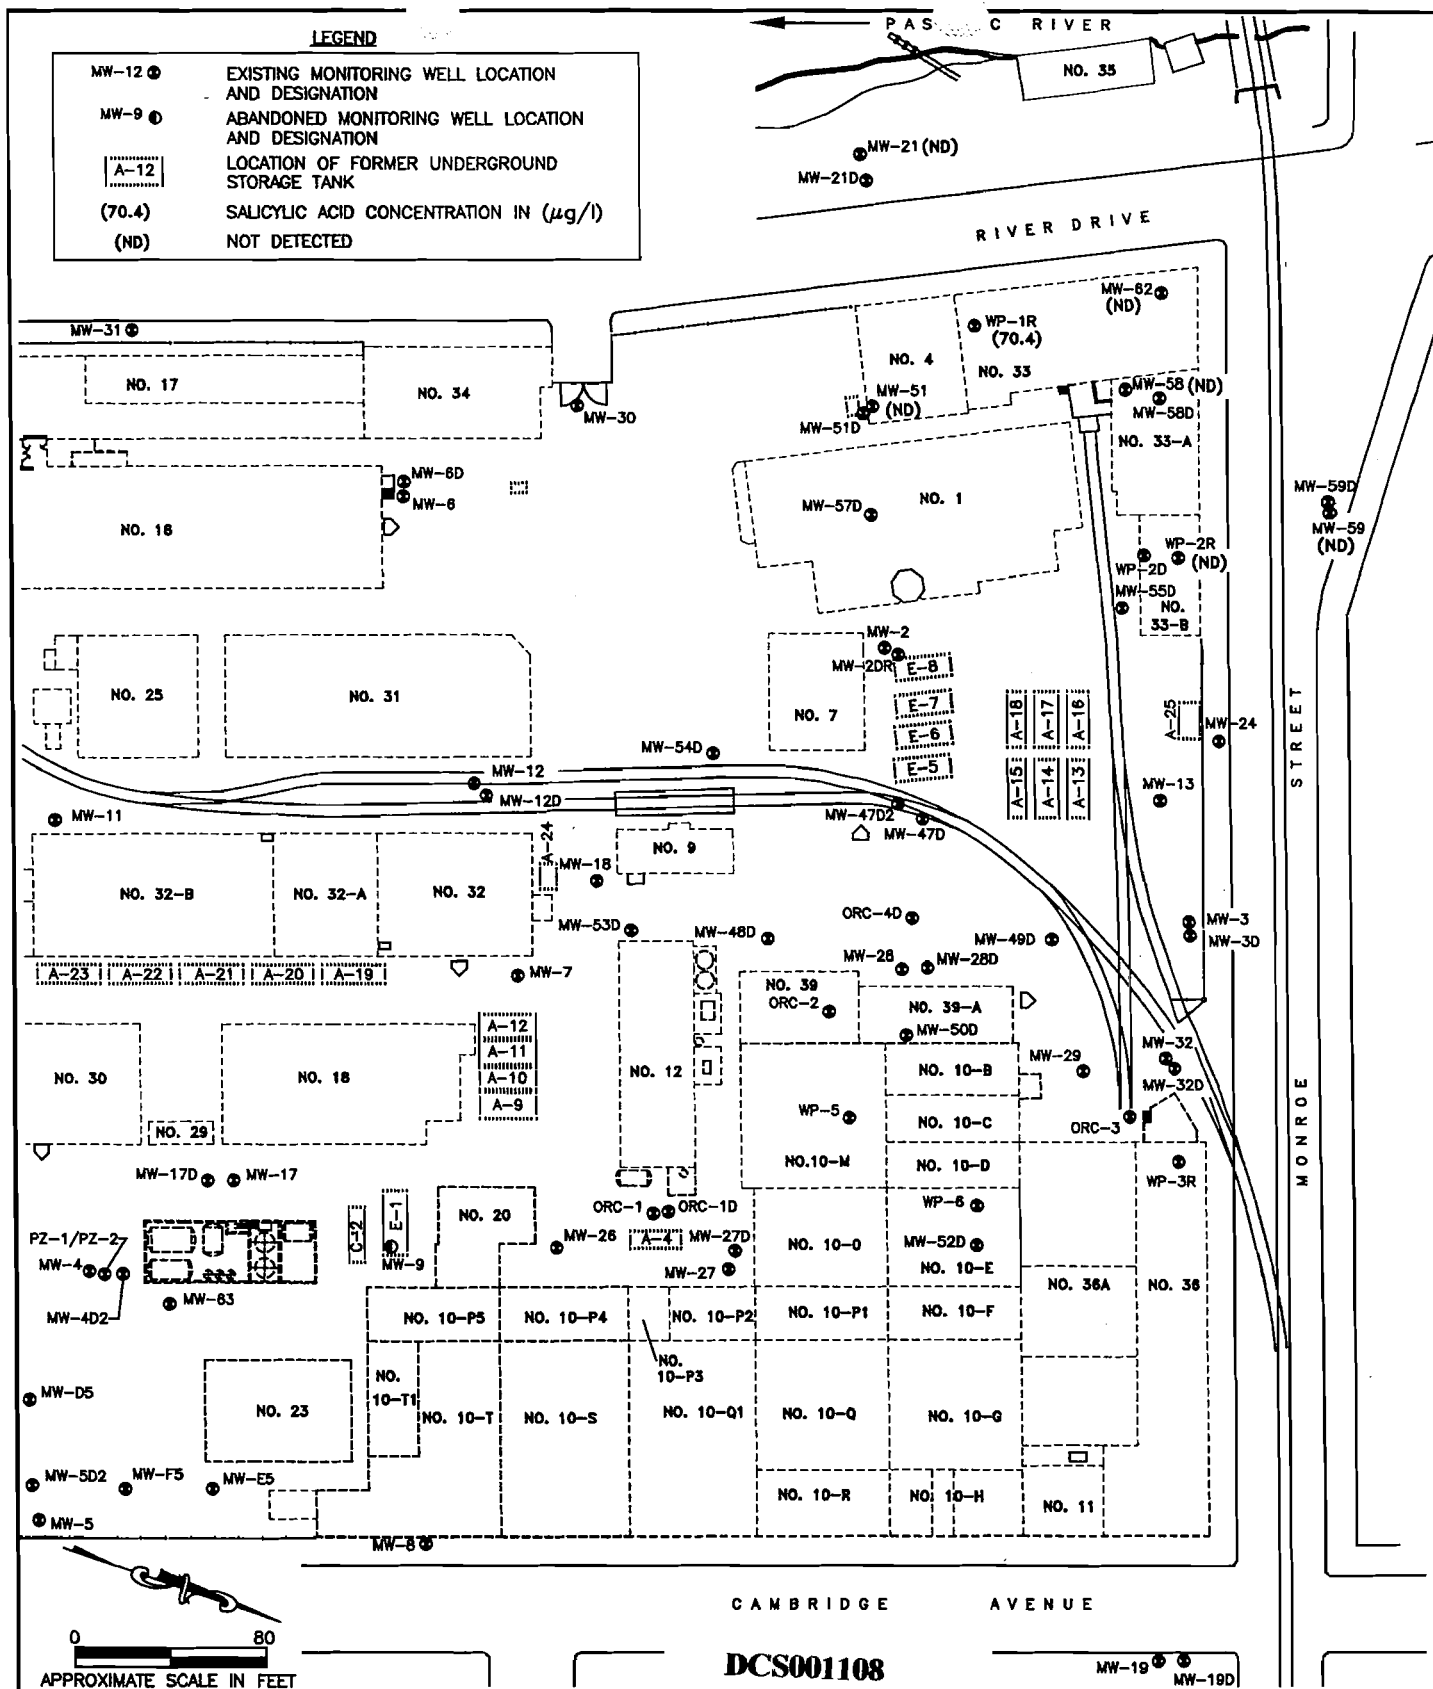 LEGEND
MW-12 EXISTING MONITORING WELL LOCATION
AND DESIGNATION
MW-9 ABANDONED MONITORING WELL LOCATION
AND DESIGNATION
A-12 LOCATION OF FORMER UNDERGROUND
STORAGE TANK
(70.4) SALICYLIC ACID CONCENTRATION IN (µg/l)
(ND) NOT DETECTED
RIVER
NO. 35
MW-21 (ND)
MW-21D
RIVER DRIVE
MW-62
(ND)
MW-31
WP-1R
(70.4)
NO. 4
NO. 33
NO. 17
NO. 34
MW-58 (ND)
MW-58D
MW-51
(ND)
MW-51D
MW-30
NO. 33-A
MW-6D
MW-6
NO. 1
MW-57D
MW-59D
MW-59
(ND)
NO. 16
WP-2R
(ND)
WP-2D
MW-55D
NO.
33-B
MW-2
MW-2DR
E-8
NO. 25
NO. 31
NO. 7
E-7
E-6
E-5
A-18
A-17
A-16
A-15
A-14
A-13
A-25
MW-24
STREET
MW-54D
MW-12
MW-12D
MW-13
MW-11
MW-47D2
MW-47D
NO. 9
A-24
MW-18
NO. 32-B
NO. 32-A
NO. 32
ORC-4D
MW-3
MW-3D
MW-53D
MW-48D
MW-49D
A-23
A-22
A-21
A-20
A-19
MW-7
MW-28
MW-28D
NO. 39
ORC-2
NO. 39-A
A-12
A-11
A-10
A-9
MW-50D
MW-32
MW-32D
NO. 30
NO. 18
NO. 12
MW-29
NO. 10-B
MONROE
WP-5
NO. 10-C
ORC-3
NO. 29
NO.10-M
NO. 10-D
WP-3R
MW-17D
MW-17
ORC-1
ORC-1D
WP-6
C-2
E-1
NO. 20
PZ-1/PZ-2
A-4
MW-26
MW-27D
NO. 10-O
MW-52D
MW-4
MW-9
MW-27
NO. 10-E
NO. 36A
NO. 36
MW-63
MW-4D2
NO. 10-P5
NO. 10-P4
NO. 10-P2
NO. 10-P1
NO. 10-F
NO.
10-P3
NO.
10-T1
MW-D5
NO. 23
NO. 10-T
NO. 10-S
NO. 10-Q1
NO. 10-Q
NO. 10-G
MW-5D2
MW-F5
MW-E5
NO. 10-R
NO. 10-H
NO. 11
MW-5
MW-8
CAMBRIDGE AVENUE
0 80
APPROXIMATE SCALE IN FEET
DCS001108
MW-19
MW-19D